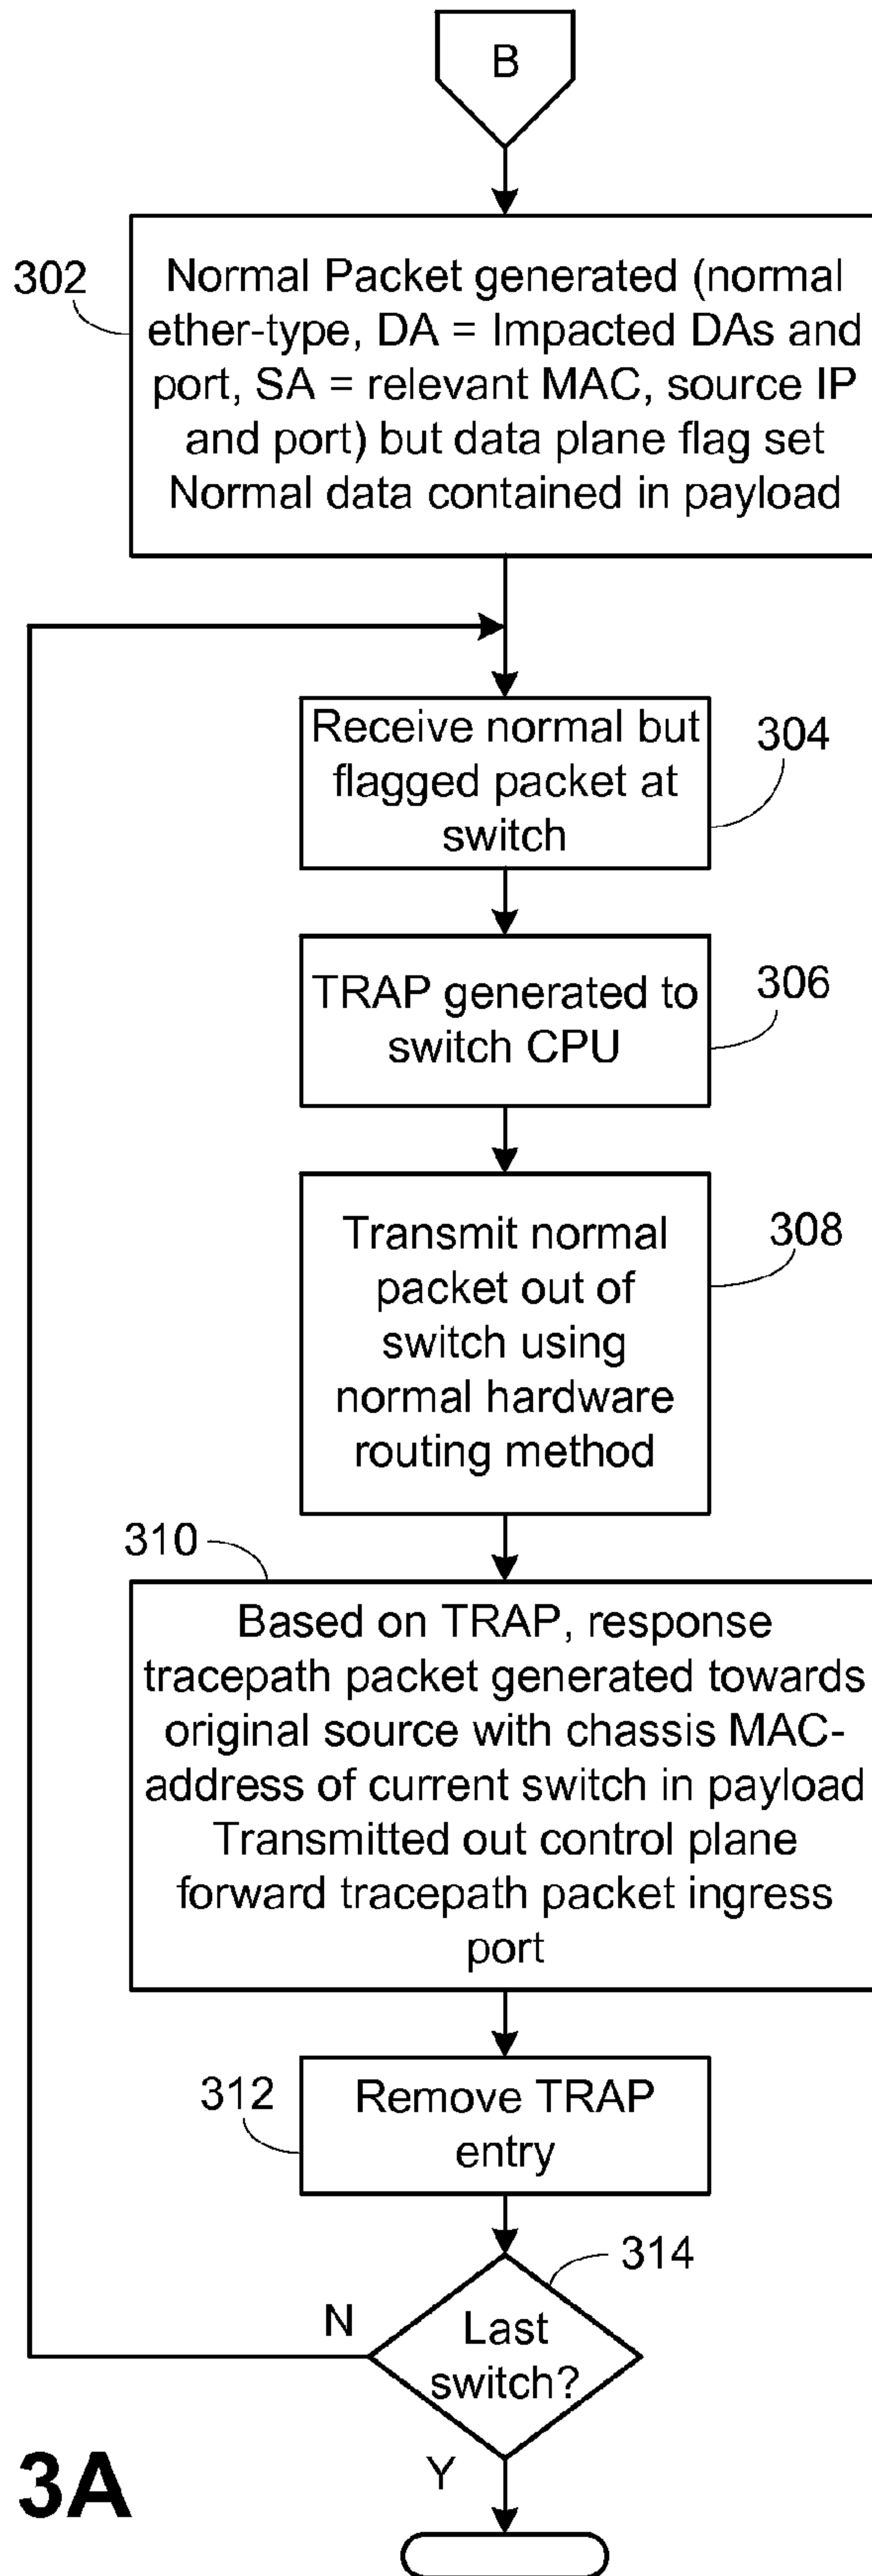 B
302
Normal Packet generated (normal
ether-type, DA = Impacted DAs and
port, SA = relevant MAC, source IP
and port) but data plane flag set
Normal data contained in payload
Receive normal but
flagged packet at
switch
304
TRAP generated to
switch CPU
306
Transmit normal
packet out of
switch using
normal hardware
routing method
308
310
Based on TRAP, response
tracepath packet generated towards
original source with chassis MAC-
address of current switch in payload
Transmitted out control plane
forward tracepath packet ingress
port
312
Remove TRAP
entry
314
N
Last
switch?
Y
3A